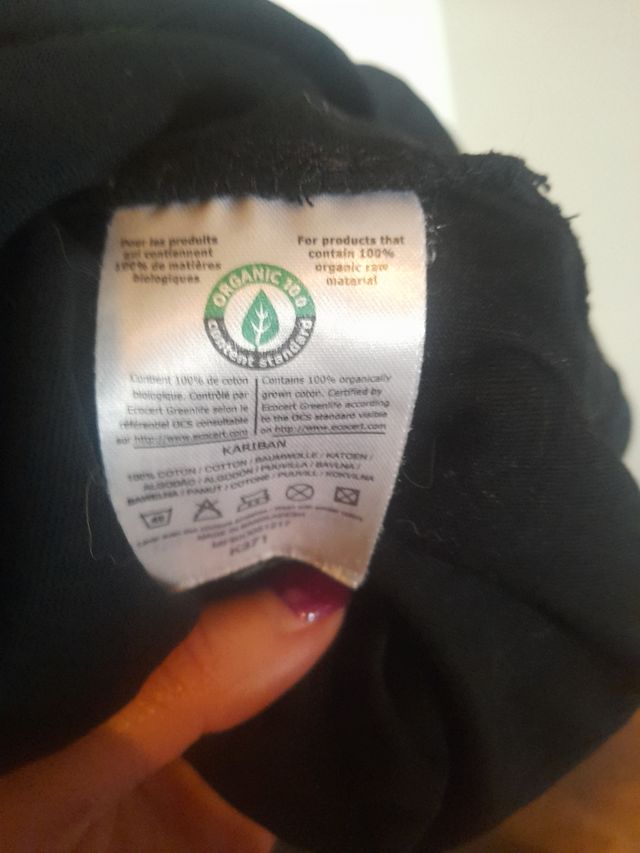 Pour les produits
qui contiennent
100% de matières
biologiques
For products that
contain 100%
organic raw
material
ORGANIC 100
content standard
Contient 100% de coton
biologique. Contrôlé par
Ecocert Greenlife selon le
référentiel OCS consultable
sur http://www.ecocert.com
Contains 100% organically
grown coton. Certified by
Ecocert Greenlife according
to the OCS standard visible
on http://www.ecocert.com
KARIBAN
100% COTON / COTTON / BAUMWOLLE / KATOEN /
ALGODÃO / ALGODÓN / PUUVILLA / BAVLNA /
BAWELNA / PAMUT / COTONE / PUUVILL / KOKVILNA
40
MADE IN BANGLADESH
K371